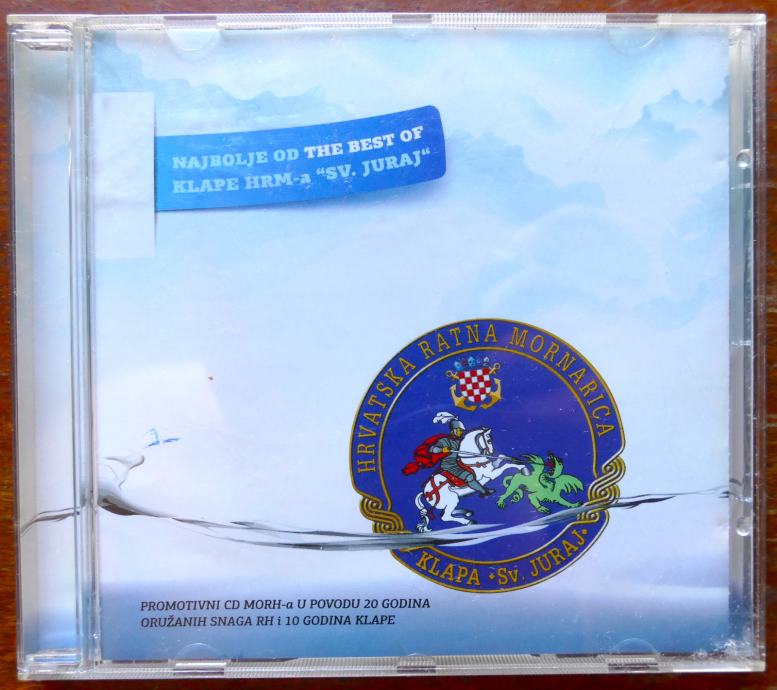 NAJBOLJE OD THE BEST OF
KLAPE HRM-a "SV. JURAJ“
HRVATSKA RATNA MORNARICA
KLAPA • SV. JURAJ•
PROMOTIVNI CD MORH-a U POVODU 20 GODINA
ORUŽANIH SNAGA RH i 10 GODINA KLAPE